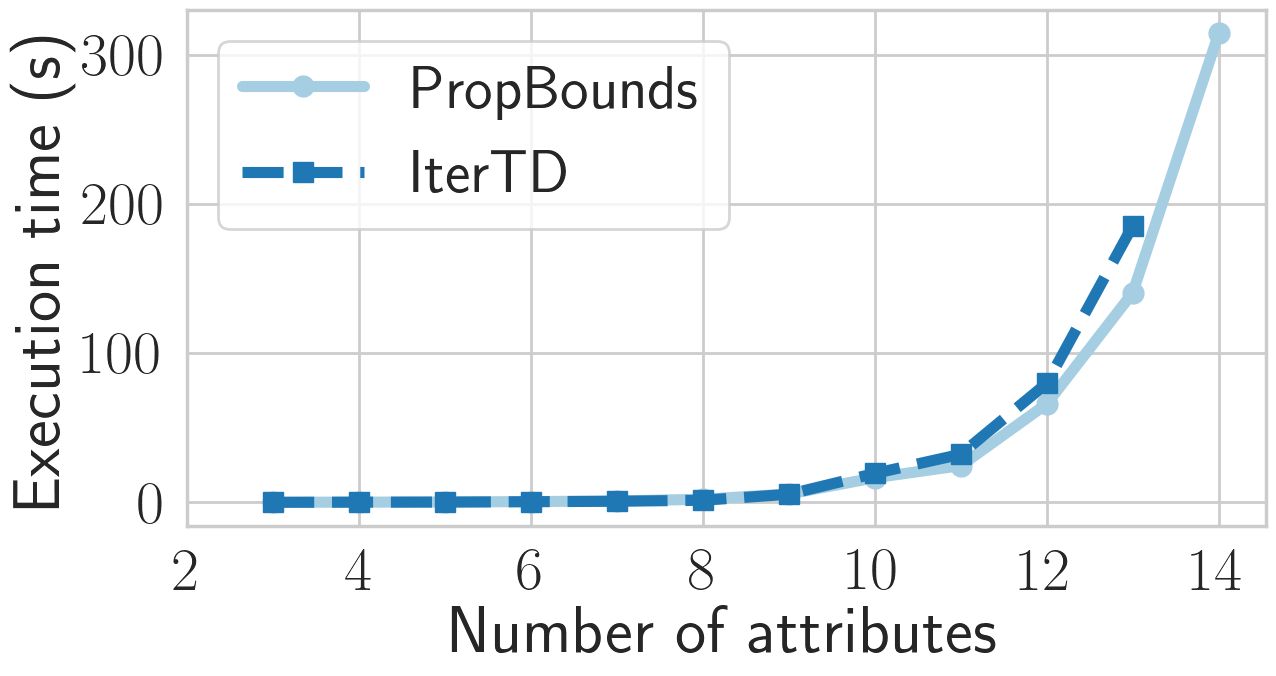 Execution time (s)
300
200
100
0
PropBounds
IterTD
2 4 6 8 10 12 14
Number of attributes